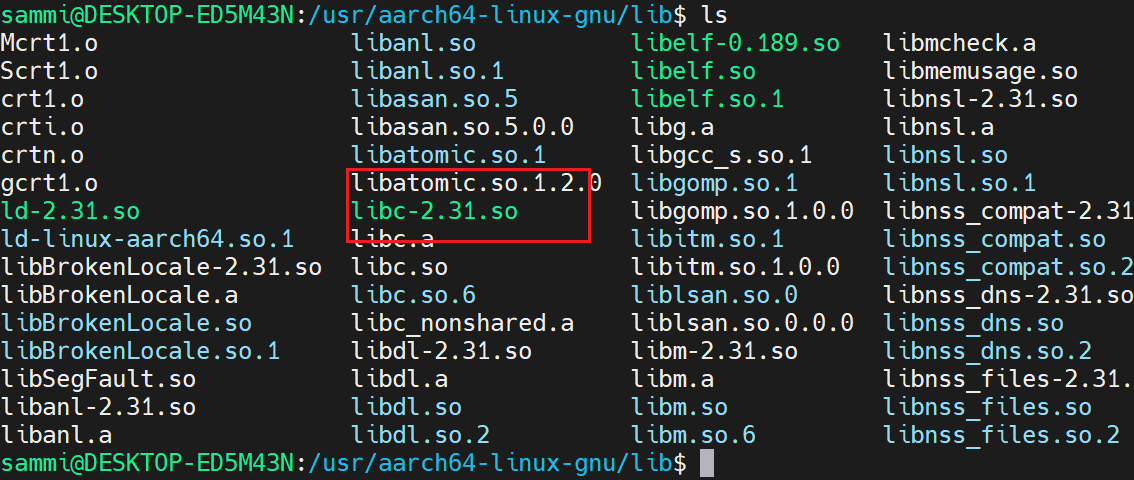 sammi@DESKTOP-ED5M43N:/usr/aarch64-linux-gnu/lib$ ls
Mcrt1.o libanl.so libelf-0.189.so libmcheck.a
Scrt1.o libanl.so.1 libelf.so libmemusage.so
crt1.o libasan.so.5 libelf.so.1 libnsl-2.31.so
crti.o libasan.so.5.0.0 libg.a libnsl.a
crtn.o libatomic.so.1 libgcc_s.so.1 libnsl.so
gcrt1.o libatomic.so.1.2.0 libgomp.so.1 libnsl.so.1
ld-2.31.so libc-2.31.so libgomp.so.1.0.0 libnss_compat-2.31
ld-linux-aarch64.so.1 libc.a libitm.so.1 libnss_compat.so
libBrokenLocale-2.31.so libc.so libitm.so.1.0.0 libnss_compat.so.2
libBrokenLocale.a libc.so.6 liblsan.so.0 libnss_dns-2.31.so
libBrokenLocale.so libc_nonshared.a liblsan.so.0.0.0 libnss_dns.so
libBrokenLocale.so.1 libdl-2.31.so libm-2.31.so libnss_dns.so.2
libSegFault.so libdl.a libm.a libnss_files-2.31.
libanl-2.31.so libdl.so libm.so libnss_files.so
libanl.a libdl.so.2 libm.so.6 libnss_files.so.2
sammi@DESKTOP-ED5M43N:/usr/aarch64-linux-gnu/lib$